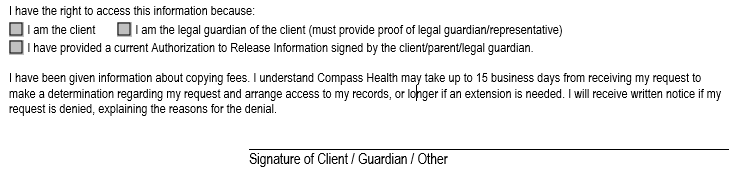 I have the right to access this information because:
I am the client I am the legal guardian of the client (must provide proof of legal guardian/representative)
I have provided a current Authorization to Release Information signed by the client/parent/legal guardian.
I have been given information about copying fees. I understand Compass Health may take up to 15 business days from receiving my request to
make a determination regarding my request and arrange access to my records, or longer if an extension is needed. I will receive written notice if my
request is denied, explaining the reasons for the denial.
Signature of Client / Guardian / Other